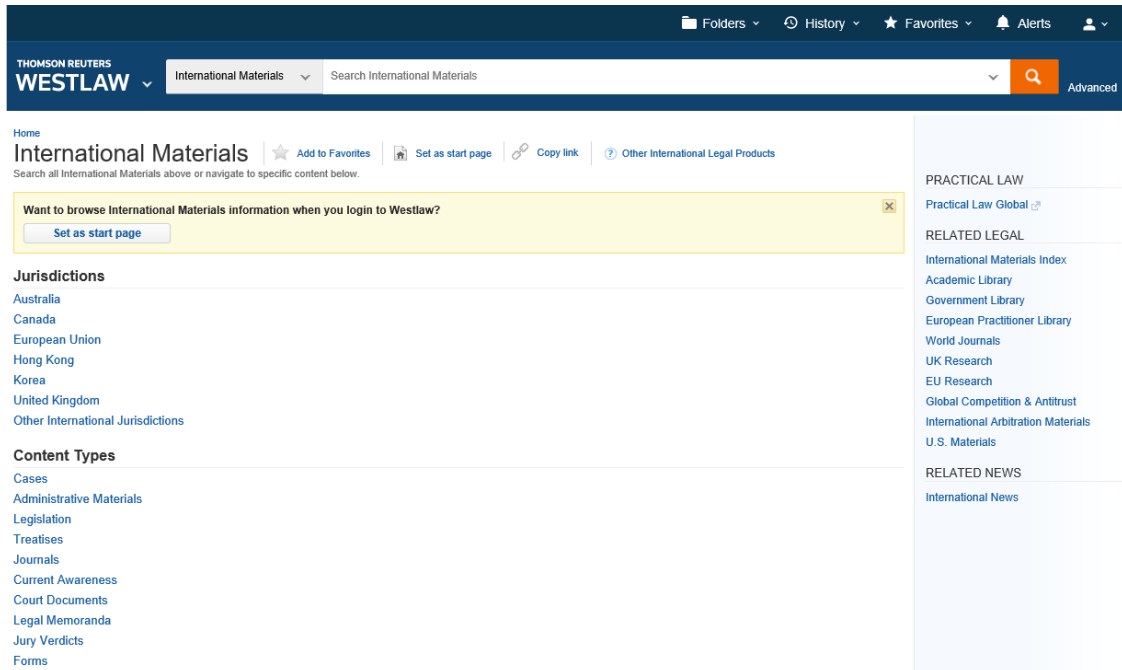 Folders History Favorites Alerts
THOMSON REUTERS
WESTLAW
International Materials Search International Materials
Advanced
Home
International Materials Add to Favorites Set as start page Copy link ? Other International Legal Products
Search all International Materials above or navigate to specific content below.
Want to browse International Materials information when you login to Westlaw?
Set as start page
Jurisdictions
Australia
Canada
European Union
Hong Kong
Korea
United Kingdom
Other International Jurisdictions
Content Types
Cases
Administrative Materials
Legislation
Treatises
Journals
Current Awareness
Court Documents
Legal Memoranda
Jury Verdicts
Forms
PRACTICAL LAW
Practical Law Global
RELATED LEGAL
International Materials Index
Academic Library
Government Library
European Practitioner Library
World Journals
UK Research
EU Research
Global Competition & Antitrust
International Arbitration Materials
U.S. Materials
RELATED NEWS
International News